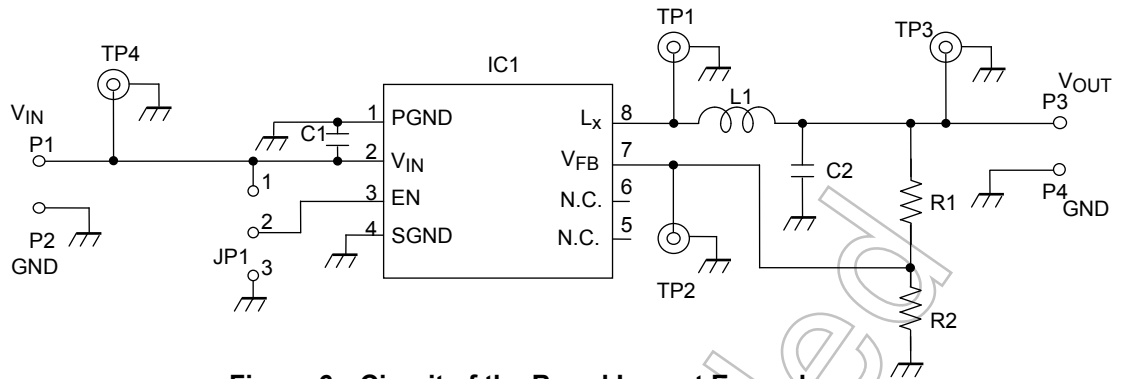 TP1
TP3
TP4
IC1
VOUT
VIN
L1
P3
1 PGND
LX 8
C1
P1
2 VIN
VFB 7
C2
1
3 EN
N.C. 6
R1
P4
GND
2
4 SGND
N.C. 5
P2
GND
JP1
3
TP2
R2